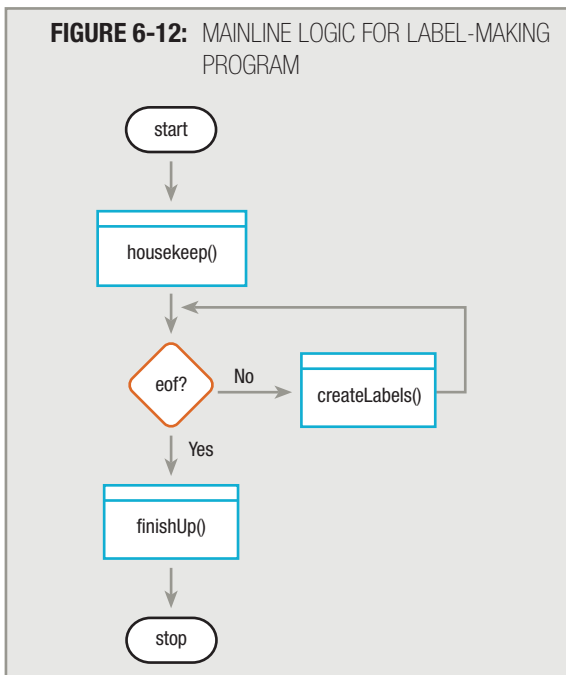 FIGURE 6-12: MAINLINE LOGIC FOR LABEL-MAKING
PROGRAM
start
housekeep()
eof?
No
createLabels()
Yes
finishUp()
stop